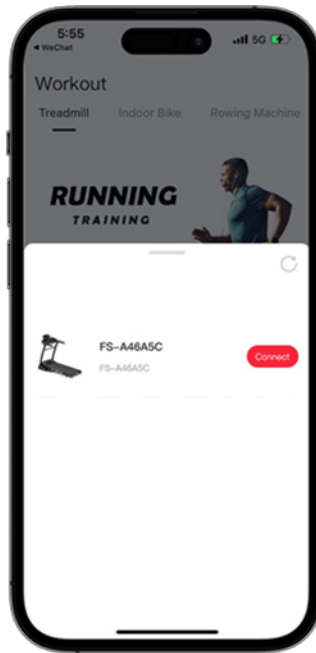 5:55
5G
◀ WeChat
Workout
Treadmill Indoor Bike Rowing Machine
RUNNING
TRAINING
FS-A46A5C
Connect
FS-A46A5C